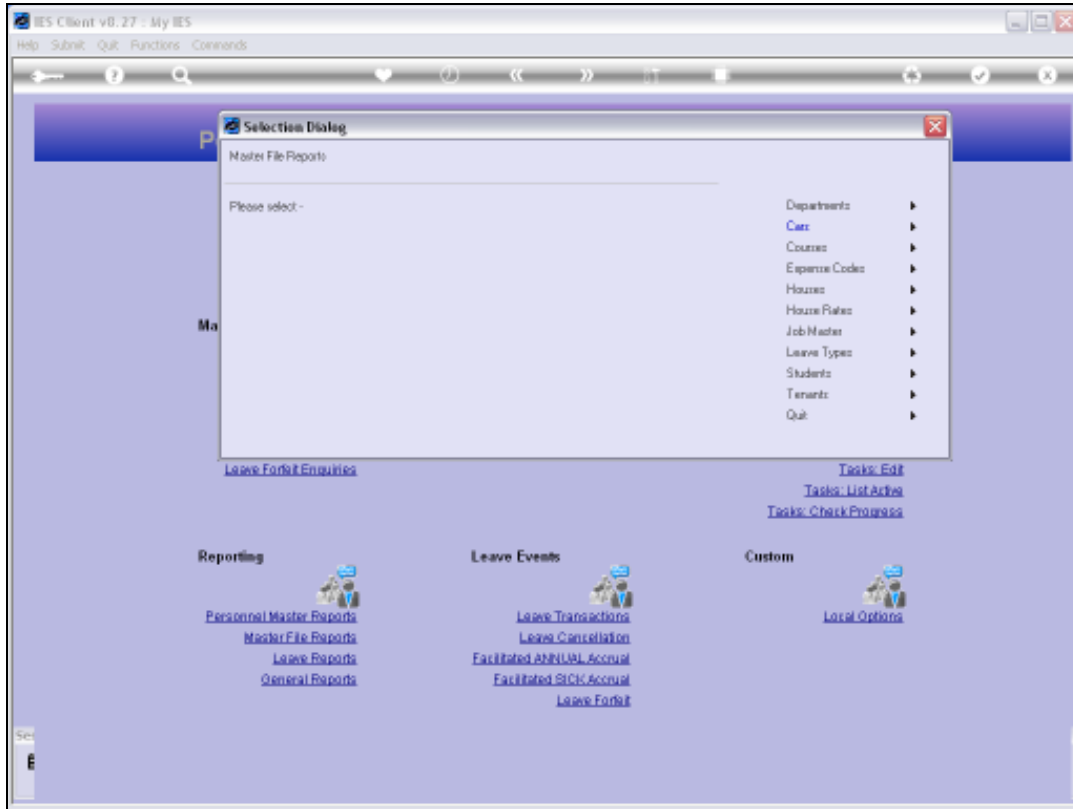 IES Client v8.27 : My IES
Help Submit Quit Functions Commands
P
Selection Dialog
Master File Reports
Please select -
Departments
Cars
Courses
Expense Codes
Houses
House Rates
Job Master
Leave Types
Students
Tenants
Quit
Ma
Leave Forfeit Enquiries
Tasks: Edit
Tasks: List Active
Tasks: Check Progress
Reporting
Leave Events
Custom
Personnel Master Reports
Master File Reports
Leave Reports
General Reports
Leave Transactions
Leave Cancellation
Facilitated ANNUAL Accrual
Facilitated SICK Accrual
Leave Forfeit
Local Options
Se